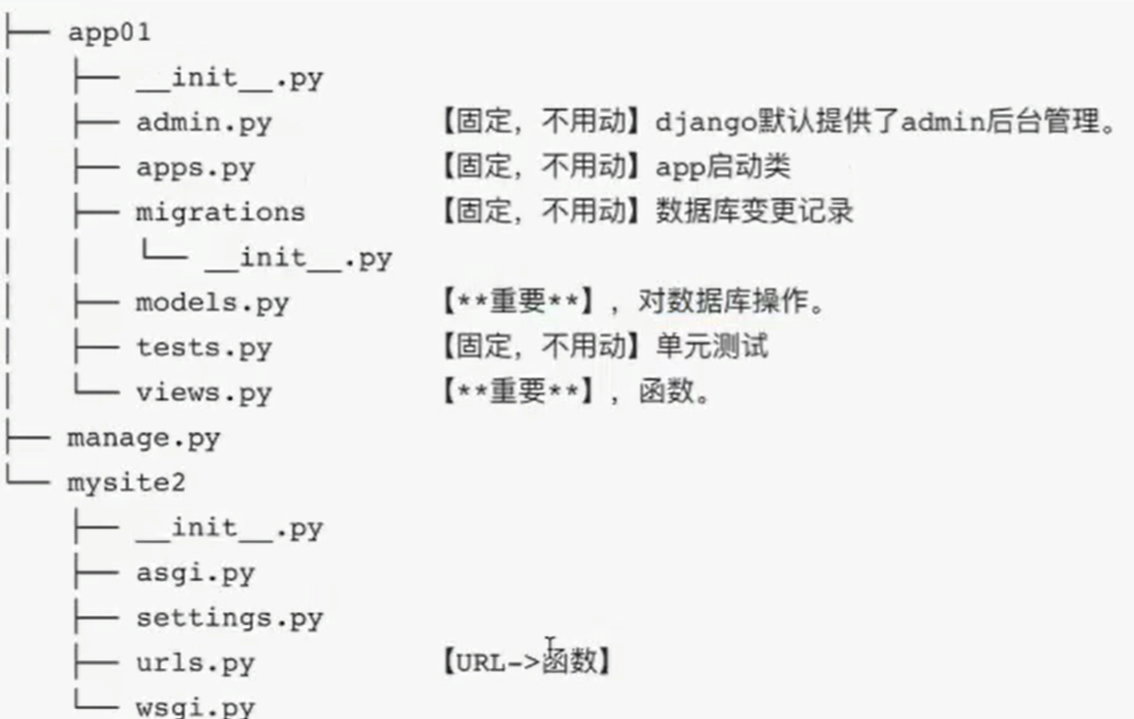 ├── app01
│   ├── __init__.py
│   ├── admin.py         【固定，不用动】django默认提供了admin后台管理。
│   ├── apps.py          【固定，不用动】app启动类
│   ├── migrations       【固定，不用动】数据库变更记录
│   │   └── __init__.py
│   ├── models.py        【**重要**】，对数据库操作。
│   ├── tests.py         【固定，不用动】单元测试
│   └── views.py         【**重要**】，函数。
├── manage.py
└── mysite2
    ├── __init__.py
    ├── asgi.py
    ├── settings.py
    ├── urls.py          【URL->函数】
    └── wsgi.py